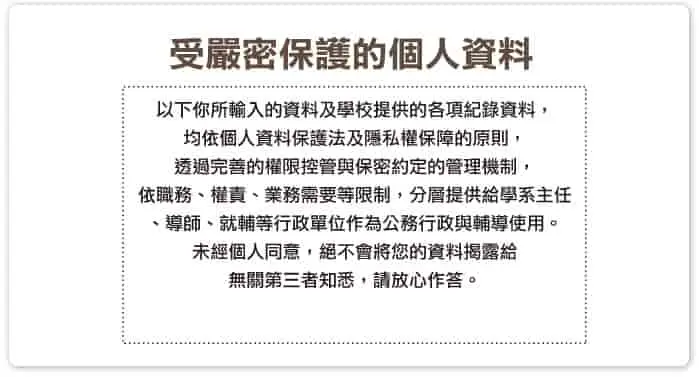 受嚴密保護的個人資料
以下你所輸入的資料及學校提供的各項紀錄資料，
均依個人資料保護法及隱私權保障的原則，
透過完善的權限控管與保密約定的管理機制，
依職務、權責、業務需要等限制，分層提供給學系主任
、導師、就輔等行政單位作為公務行政與輔導使用。
未經個人同意，絕不會將您的資料揭露給
無關第三者知悉，請放心作答。